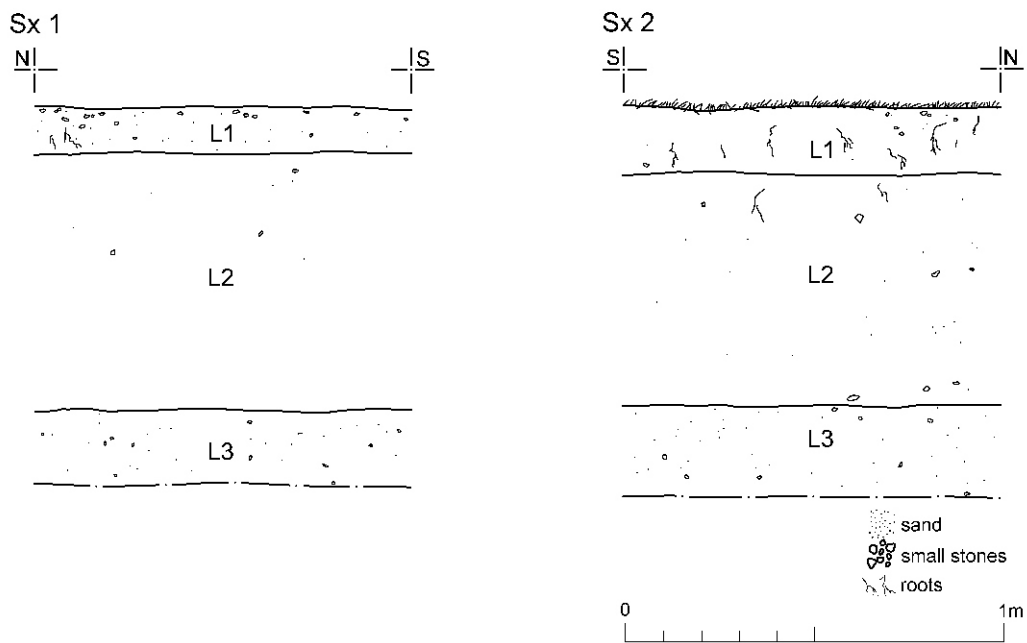 Sx 1
N S
L1
L2
L3
Sx 2
S N
L1
L2
L3
sand
small stones
roots
0 1m